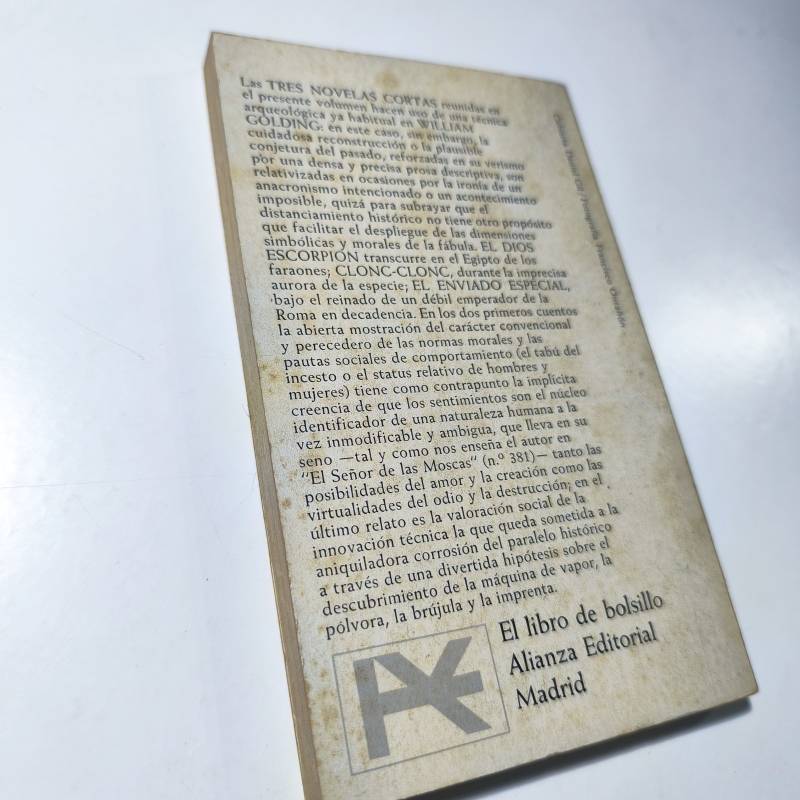 Las TRES NOVELAS CORTAS reunidas en
el presente volumen hacen uso de una técnica
arqueológica ya habitual en WILLIAM
GOLDING: en este caso, sin embargo, la
cuidadosa reconstrucción o la plausible
conjetura del pasado, reforzadas en su verismo
por una densa y precisa prosa descriptiva, son
relativizadas en ocasiones por la ironía de un
anacronismo intencionado o un acontecimiento
imposible, quizá para subrayar que el
distanciamiento histórico no tiene otro propósito
que facilitar el despliegue de las dimensiones
simbólicas y morales de la fábula. EL DIOS
ESCORPIÓN transcurre en el Egipto de los
faraones; CLONC-CLONC, durante la imprecisa
aurora de la especie; EL ENVIADO ESPECIAL,
bajo el reinado de un débil emperador de la
Roma en decadencia. En los dos primeros cuentos
la abierta mostración del carácter convencional
y perecedero de las normas morales y las
pautas sociales de comportamiento (el tabú del
incesto o el status relativo de hombres y
mujeres) tiene como contrapunto la implícita
creencia de que los sentimientos son el núcleo
identificador de una naturaleza humana a la
vez inmodificable y ambigua, que lleva en su
seno —tal y como nos enseña el autor en
"El Señor de las Moscas" (n.º 381)— tanto las
posibilidades del amor y la creación como las
virtualidades del odio y la destrucción; en el
último relato es la valoración social de la
innovación técnica la que queda sometida a la
aniquiladora corrosión del paralelo histórico
a través de una divertida hipótesis sobre el
descubrimiento de la máquina de vapor, la
pólvora, la brújula y la imprenta.
El libro de bolsillo
Alianza Editorial
Madrid
Cubierta Daniel Gil / Fotografía Francisco